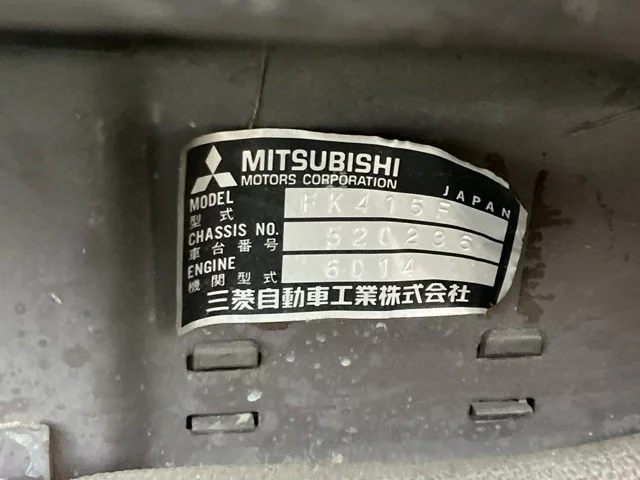 MITSUBISHI
MOTORS CORPORATION JAPAN
MODEL
型式 FK415F
CHASSIS NO.
車台番号 520236
ENGINE
機関型式 6D14
三菱自動車工業株式会社